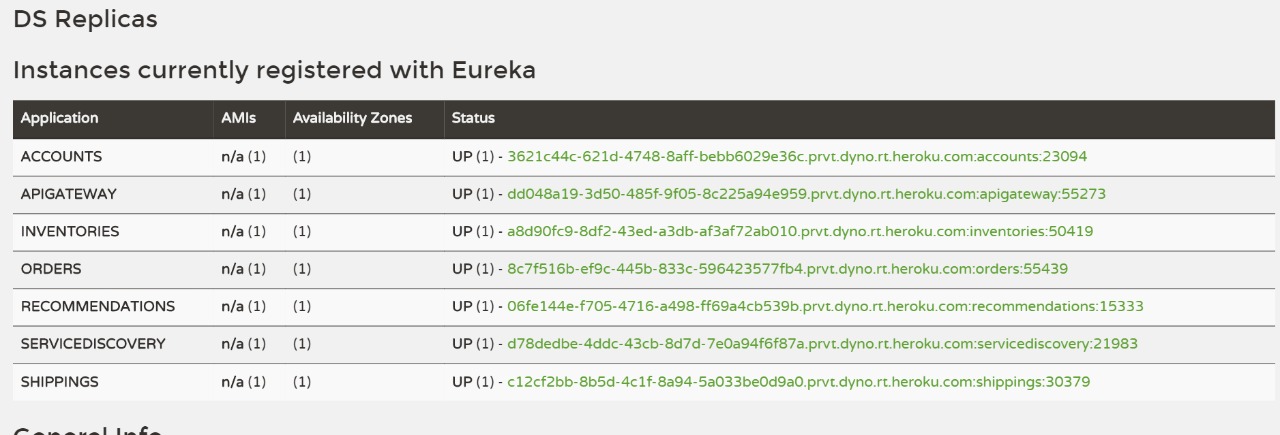 DS Replicas
Instances currently registered with Eureka
Application AMIs Availability Zones Status
ACCOUNTS n/a (1) (1) UP (1) - 3621c44c-621d-4748-8aff-bebb6029e36c.prvt.dyno.rt.heroku.com:accounts:23094
APIGATEWAY n/a (1) (1) UP (1) - dd048a19-3d50-485f-9f05-8c225a94e959.prvt.dyno.rt.heroku.com:apigateway:55273
INVENTORIES n/a (1) (1) UP (1) - a8d90fc9-8df2-43ed-a3db-af3af72ab010.prvt.dyno.rt.heroku.com:inventories:50419
ORDERS n/a (1) (1) UP (1) - 8c7f516b-ef9c-445b-833c-596423577fb4.prvt.dyno.rt.heroku.com:orders:55439
RECOMMENDATIONS n/a (1) (1) UP (1) - 06fe144e-f705-4716-a498-ff69a4cb539b.prvt.dyno.rt.heroku.com:recommendations:15333
SERVICEDISCOVERY n/a (1) (1) UP (1) - d78dedbe-4ddc-43cb-8d7d-7e0a94f6f87a.prvt.dyno.rt.heroku.com:servicediscovery:21983
SHIPPINGS n/a (1) (1) UP (1) - c12cf2bb-8b5d-4c1f-8a94-5a033be0d9a0.prvt.dyno.rt.heroku.com:shippings:30379
General Info